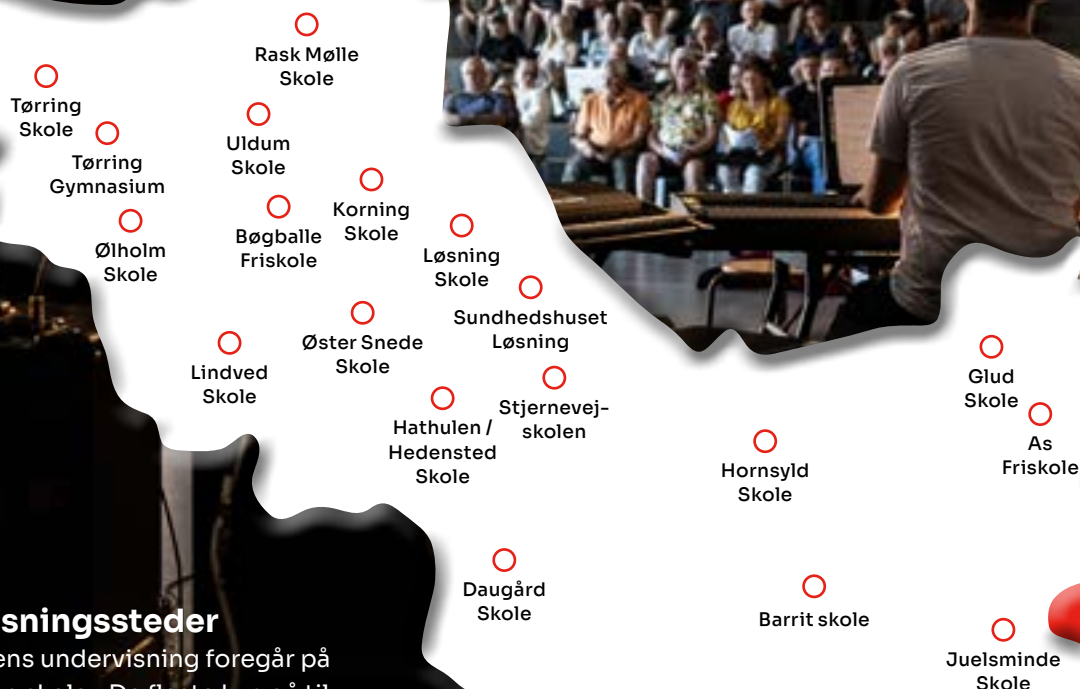 Rask Mølle
Skole
Tørring
Skole
Tørring
Gymnasium
Uldum
Skole
Korning
Skole
Bøgballe
Friskole
Ølholm
Skole
Løsning
Skole
Sundhedshuset
Løsning
Øster Snede
Skole
Lindved
Skole
Stjernevej-
skolen
Hathulen /
Hedensted
Skole
Glud
Skole
As
Friskole
Hornsyld
Skole
Daugård
Skole
Barrit skole
Juelsminde
Skole
sningssteder
ens undervisning foregår på